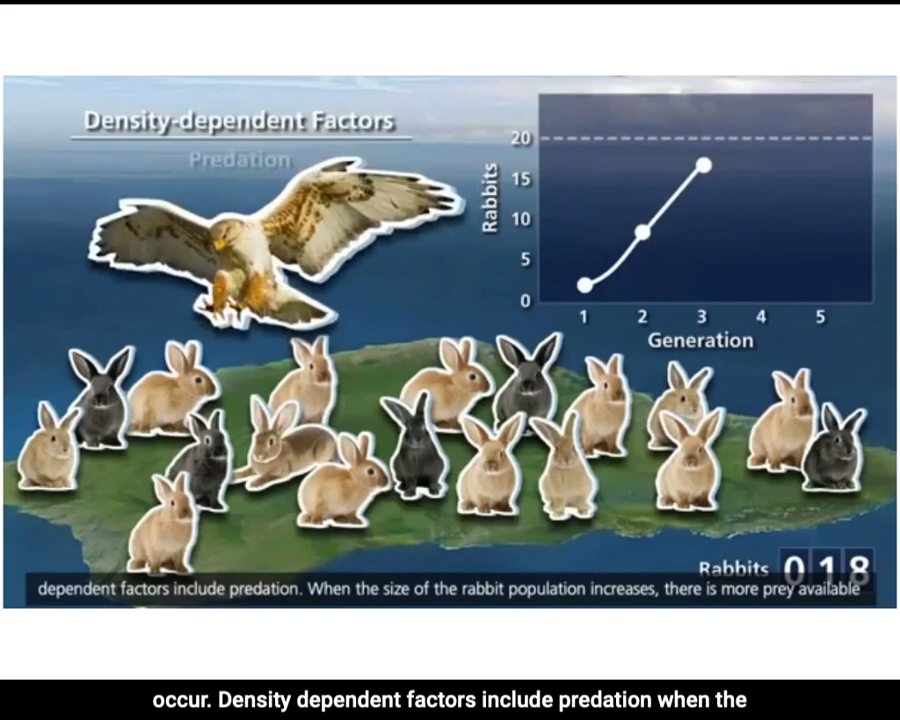 Density-dependent Factors
Predation
Rabbits
20
15
10
5
0
1 2 3 4 5
Generation
Rabbits 018
dependent factors include predation. When the size of the rabbit population increases, there is more prey available
occur. Density dependent factors include predation when the